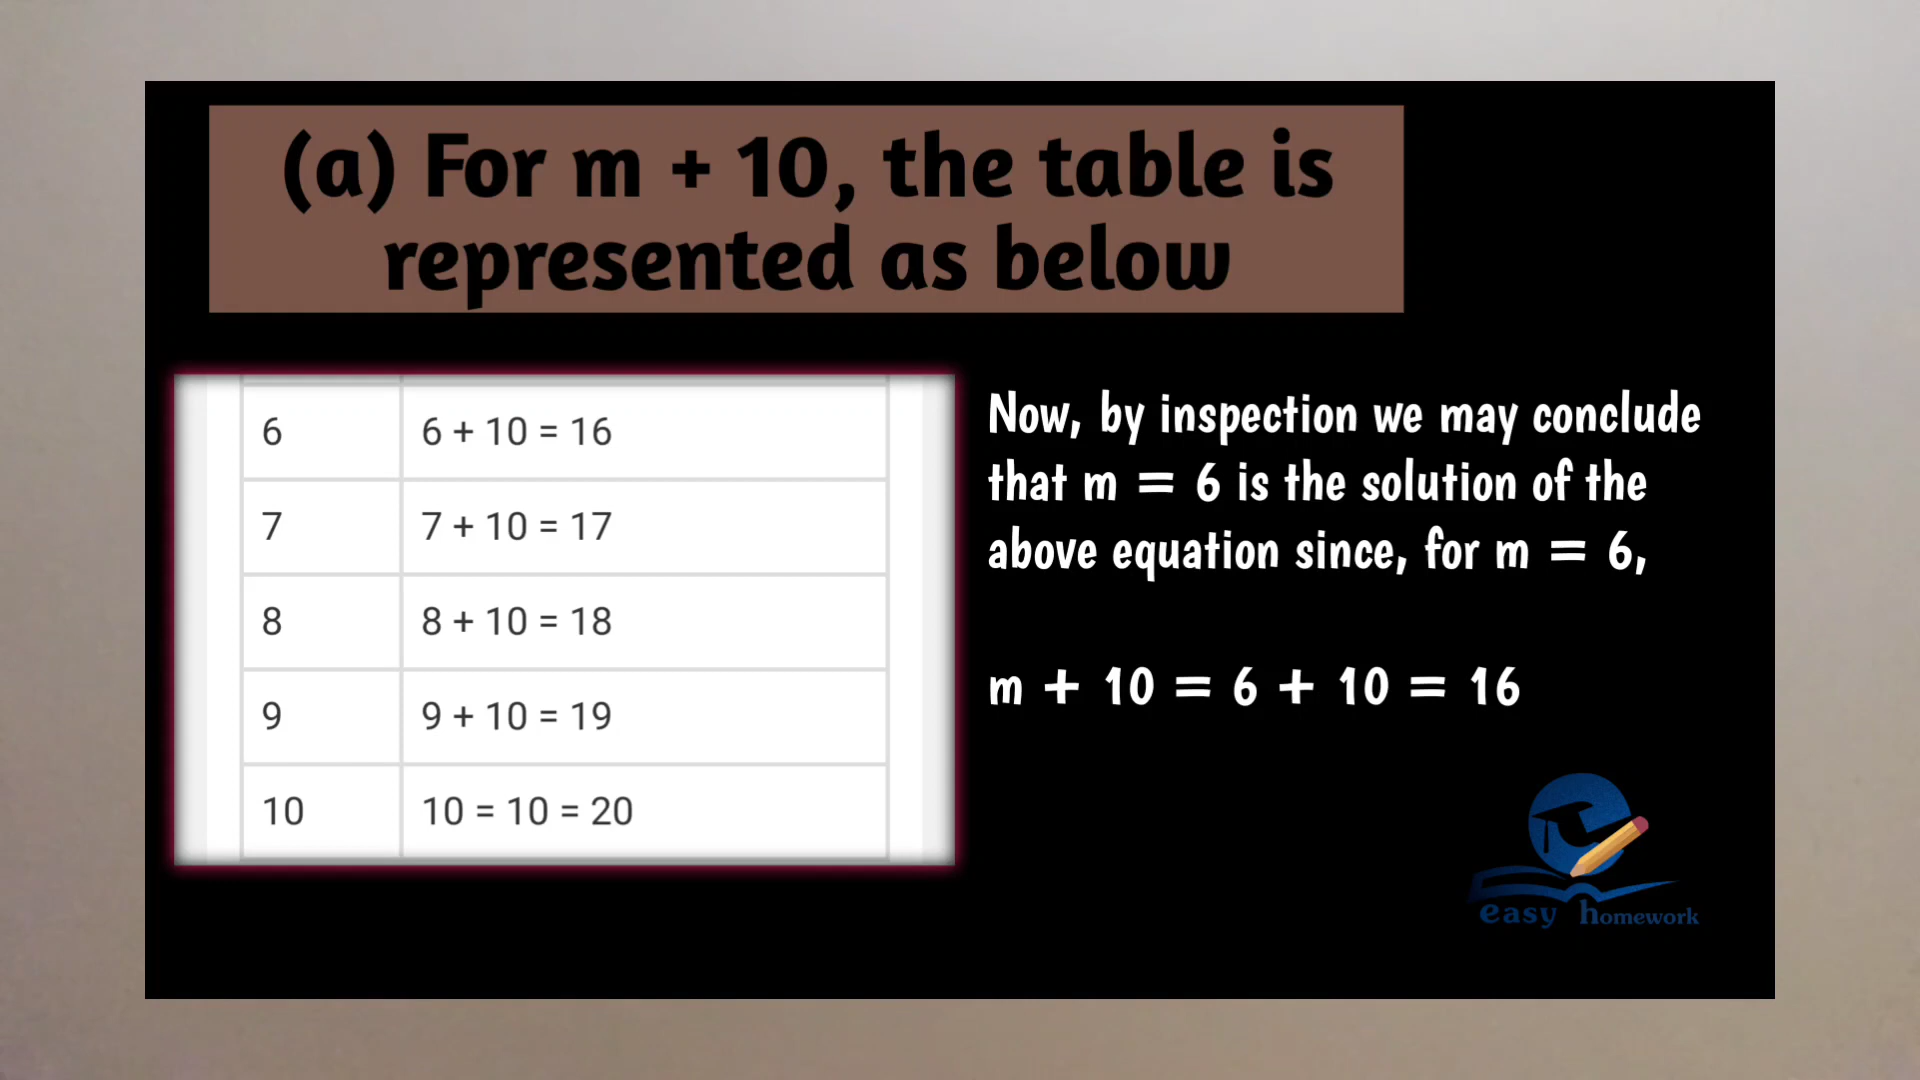 (a) For m + 10, the table is
represented as below
6 6 + 10 = 16
7 7 + 10 = 17
8 8 + 10 = 18
9 9 + 10 = 19
10 10 = 10 = 20
Now, by inspection we may conclude
that m = 6 is the solution of the
above equation since, for m = 6,
m + 10 = 6 + 10 = 16
easy homework